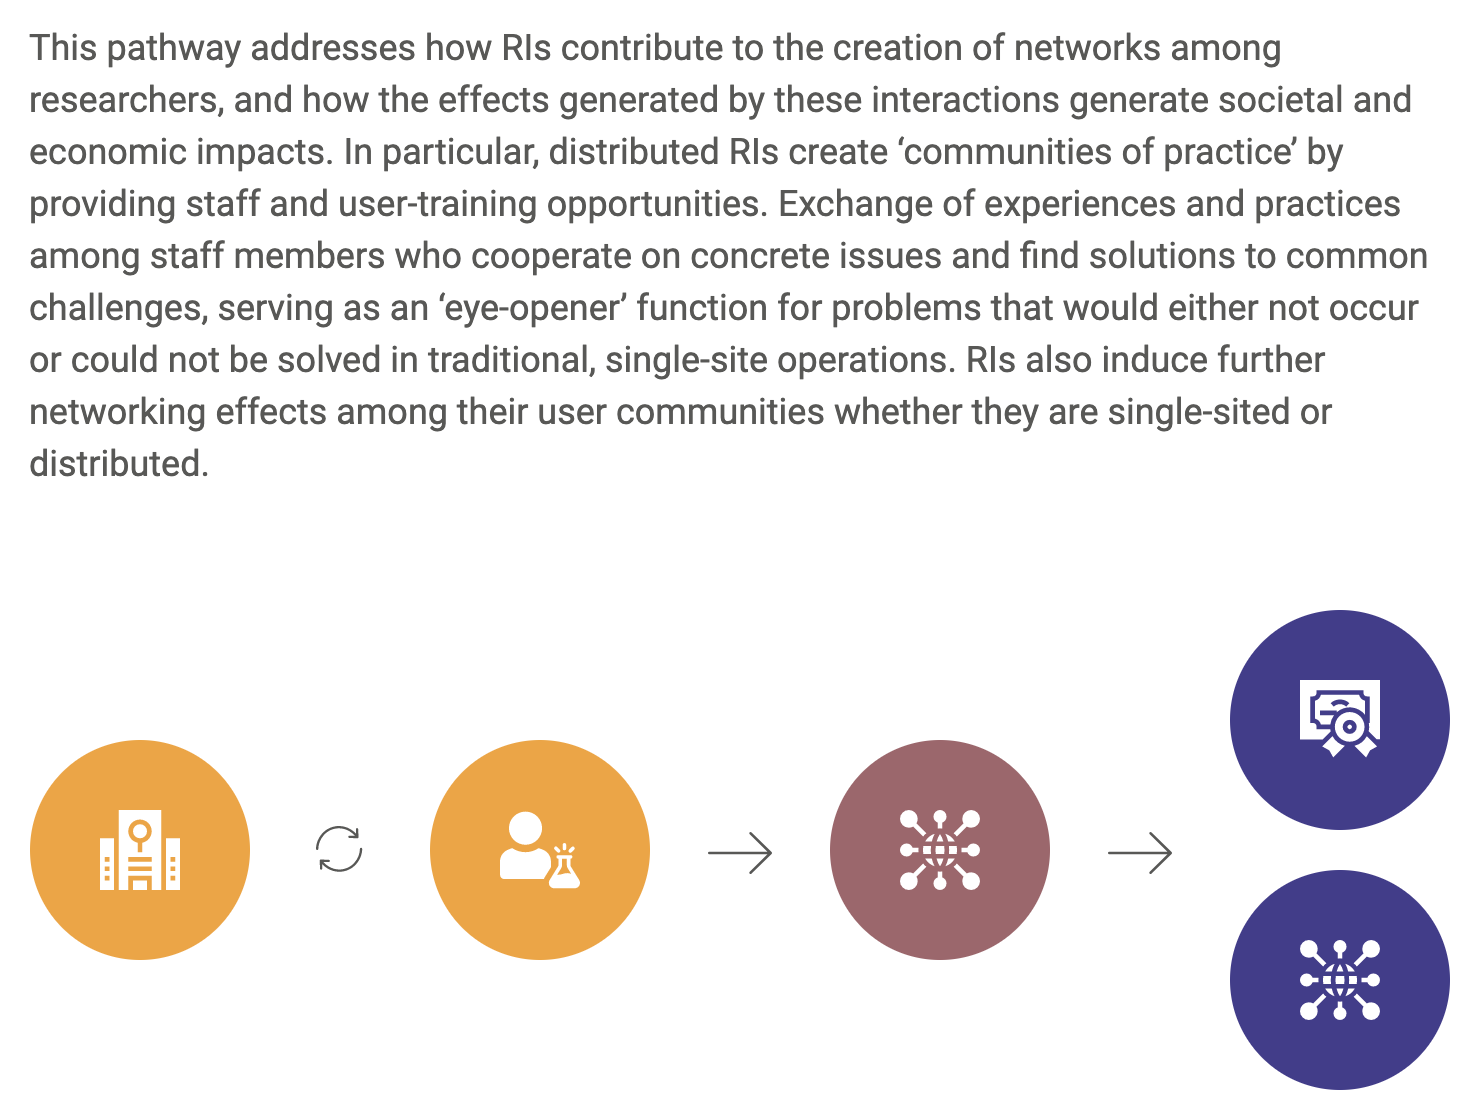 This pathway addresses how RIs contribute to the creation of networks among
researchers, and how the effects generated by these interactions generate societal and
economic impacts. In particular, distributed RIs create ‘communities of practice’ by
providing staff and user-training opportunities. Exchange of experiences and practices
among staff members who cooperate on concrete issues and find solutions to common
challenges, serving as an ‘eye-opener’ function for problems that would either not occur
or could not be solved in traditional, single-site operations. RIs also induce further
networking effects among their user communities whether they are single-sited or
distributed.